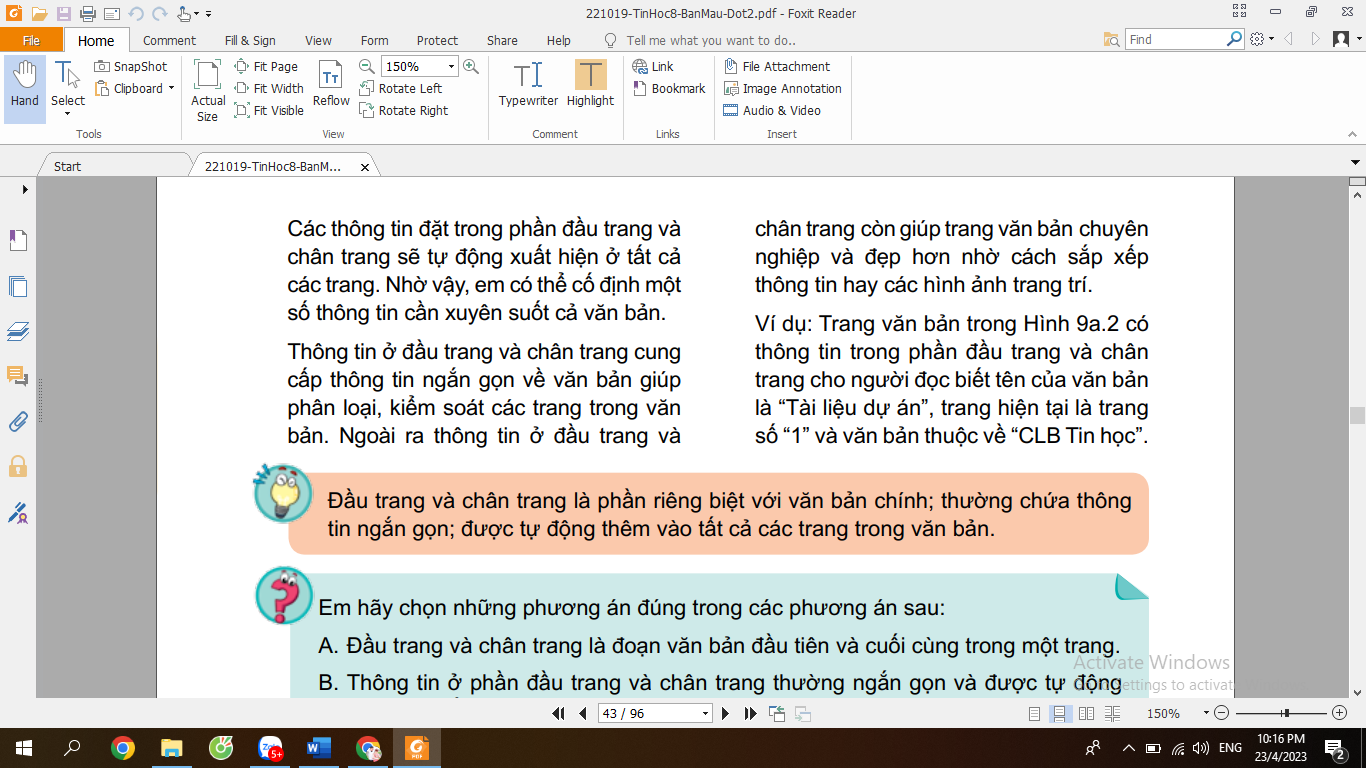 221019-TinHoc8-BanMau-Dot2.pdf - Foxit Reader
File Home Comment Fill & Sign View Form Protect Share Help Tell me what you want to do.. Find
Hand
Select
SnapShot
Clipboard
Tools
Actual Size
Fit Page
Fit Width
Fit Visible
Reflow
150%
Rotate Left
Rotate Right
View
Typewriter
Highlight
Comment
Link
Bookmark
Links
File Attachment
Image Annotation
Audio & Video
Insert
Start 221019-TinHoc8-BanM...
Các thông tin đặt trong phần đầu trang và
chân trang sẽ tự động xuất hiện ở tất cả
các trang. Nhờ vậy, em có thể cố định một
số thông tin cần xuyên suốt cả văn bản.
Thông tin ở đầu trang và chân trang cung
cấp thông tin ngắn gọn về văn bản giúp
phân loại, kiểm soát các trang trong văn
bản. Ngoài ra thông tin ở đầu trang và
chân trang còn giúp trang văn bản chuyên
nghiệp và đẹp hơn nhờ cách sắp xếp
thông tin hay các hình ảnh trang trí.
Ví dụ: Trang văn bản trong Hình 9a.2 có
thông tin trong phần đầu trang và chân
trang cho người đọc biết tên của văn bản
là “Tài liệu dự án”, trang hiện tại là trang
số “1” và văn bản thuộc về “CLB Tin học”.
Đầu trang và chân trang là phần riêng biệt với văn bản chính; thường chứa thông
tin ngắn gọn; được tự động thêm vào tất cả các trang trong văn bản.
Em hãy chọn những phương án đúng trong các phương án sau:
A. Đầu trang và chân trang là đoạn văn bản đầu tiên và cuối cùng trong một trang.
B. Thông tin ở phần đầu trang và chân trang thường ngắn gọn và được tự động
Activate Windows
Settings to activat
43 / 96
150%
ENG
10:16 PM
23/4/2023
5+
2